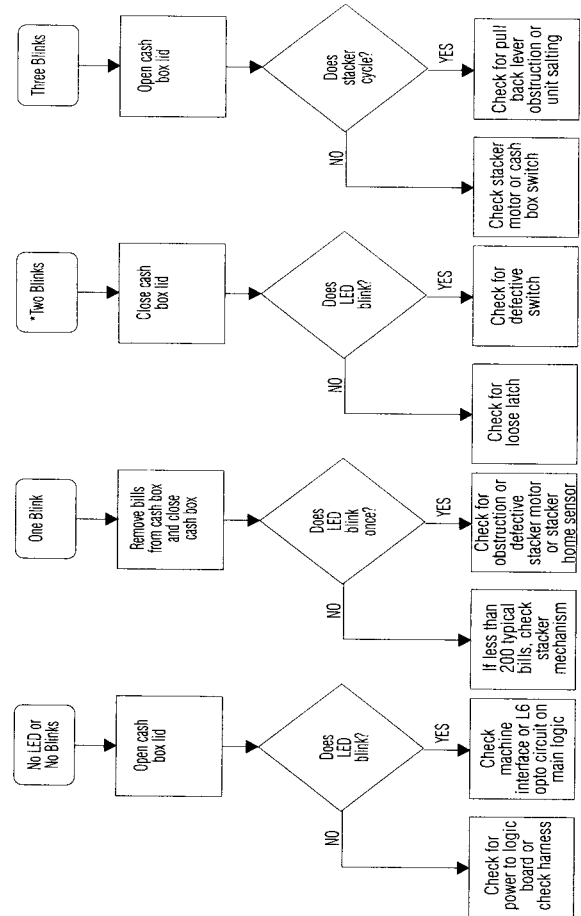 No LED or
No Blinks
Open cash
box lid
Does
LED
blink?
NO
YES
Check for
power to logic
board or
check harness
Check
machine
interface or L6
opto circuit on
main logic
One Blink
Remove bills
from cash box
and close
cash box
Does
LED
blink
once?
NO
YES
If less than
200 typical
bills, check
stacker
mechanism
Check for
obstruction or
defective
stacker motor
or stacker
home sensor
*Two Blinks
Close cash
box lid
Does
LED
blink?
NO
YES
Check for
loose latch
Check for
defective
switch
Three Blinks
Open cash
box lid
Does
stacker
cycle?
NO
YES
Check stacker
motor or cash
box switch
Check for pull
back lever
obstruction or
unit salting